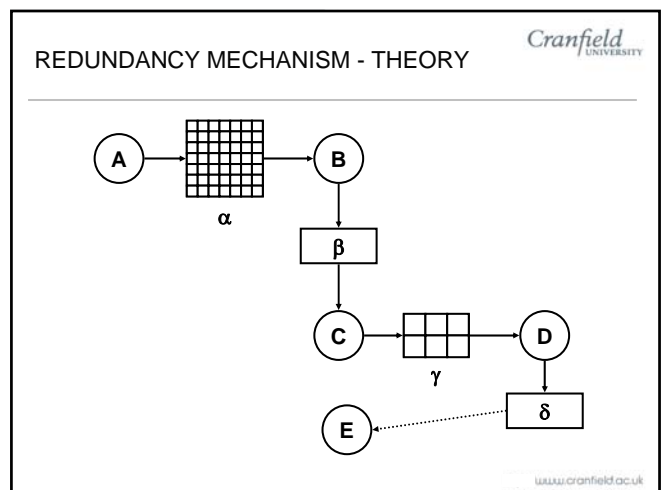 REDUNDANCY MECHANISM - THEORY
Cranfield
UNIVERSITY
A
B
α
β
C
D
γ
δ
E
www.cranfield.ac.uk